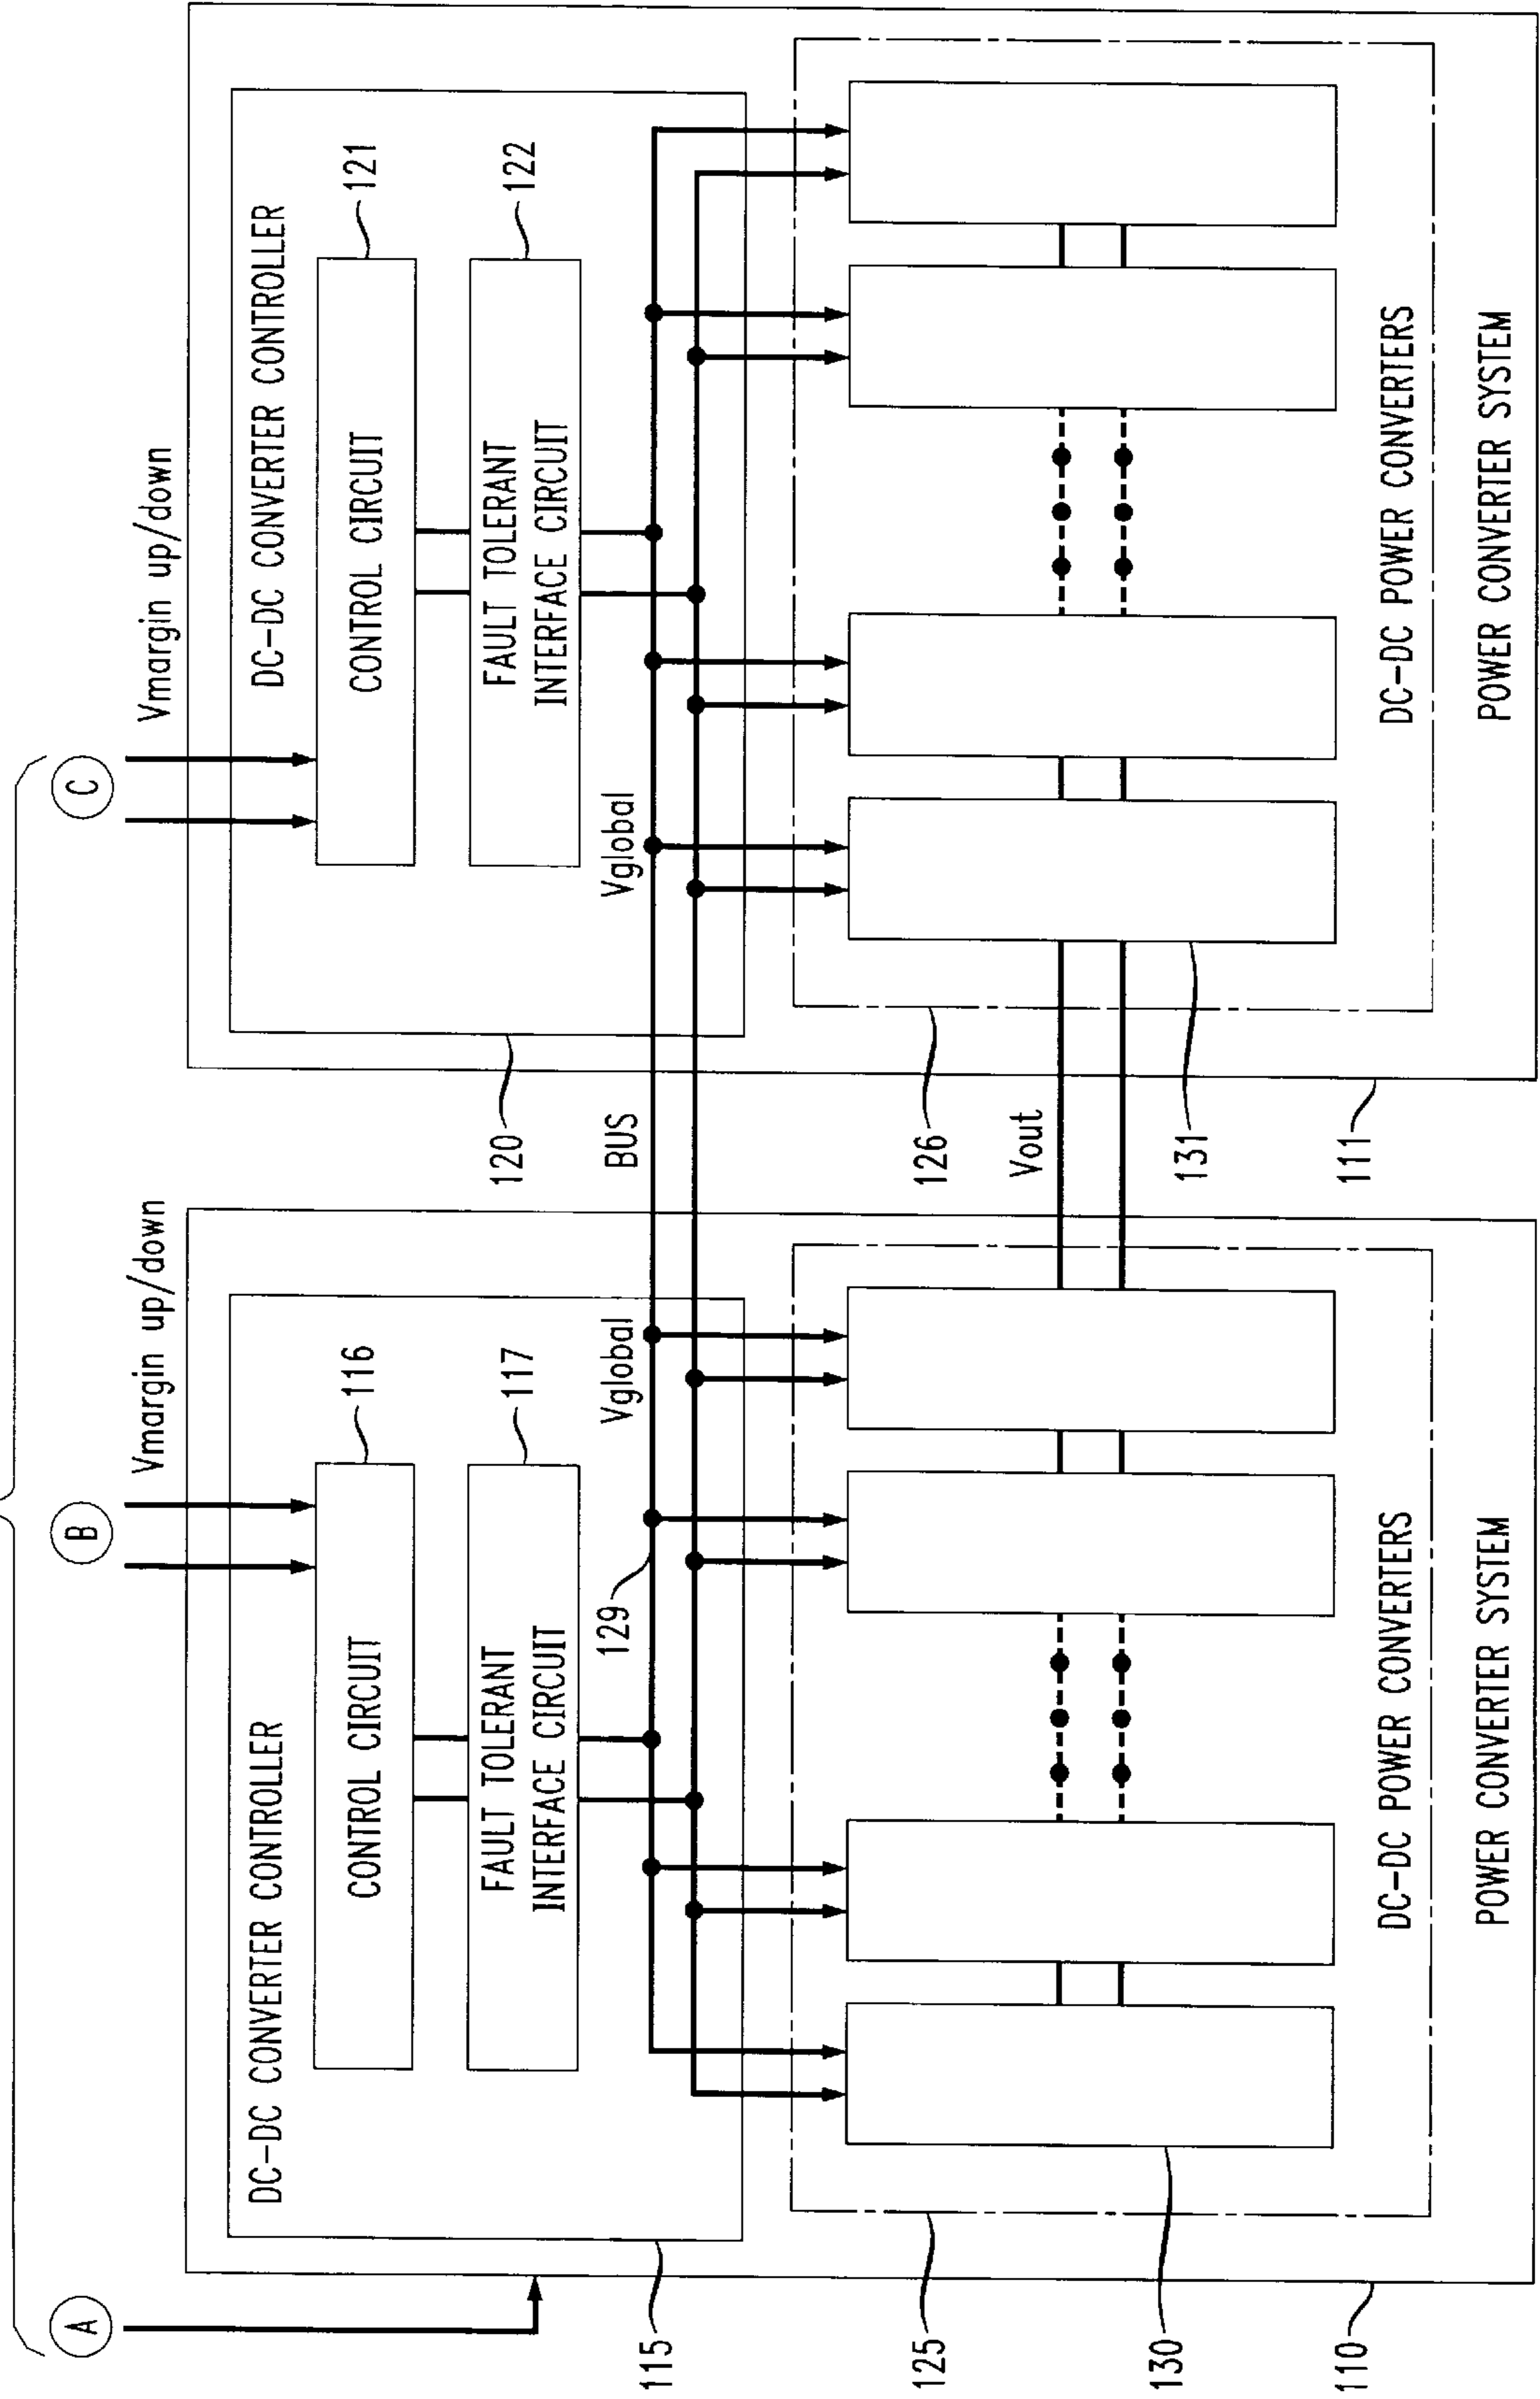 A
B
C
Vmargin up/down
Vmargin up/down
DC-DC CONVERTER CONTROLLER
CONTROL CIRCUIT
116
FAULT TOLERANT
INTERFACE CIRCUIT
117
129
Vglobal
BUS
115
125
130
110
DC-DC POWER CONVERTERS
POWER CONVERTER SYSTEM
DC-DC CONVERTER CONTROLLER
CONTROL CIRCUIT
121
FAULT TOLERANT
INTERFACE CIRCUIT
122
Vglobal
120
126
Vout
131
111
DC-DC POWER CONVERTERS
POWER CONVERTER SYSTEM